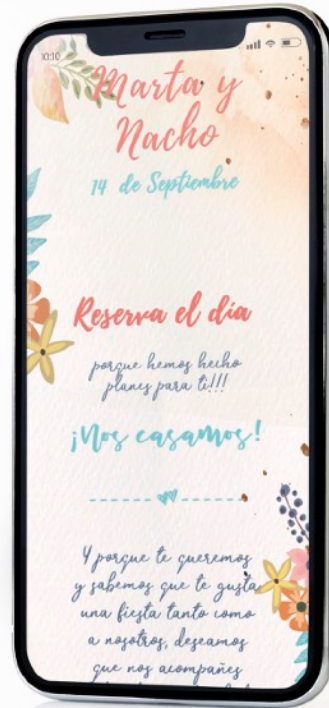 10:10
Marta y
Nacho
14 de Septiembre
Reserva el día
porque hemos hecho
planes para ti!!!
¡Nos casamos!
Y porque te queremos
y sabemos que te gusta
una fiesta tanto como
a nosotros, deseamos
que nos acompañes